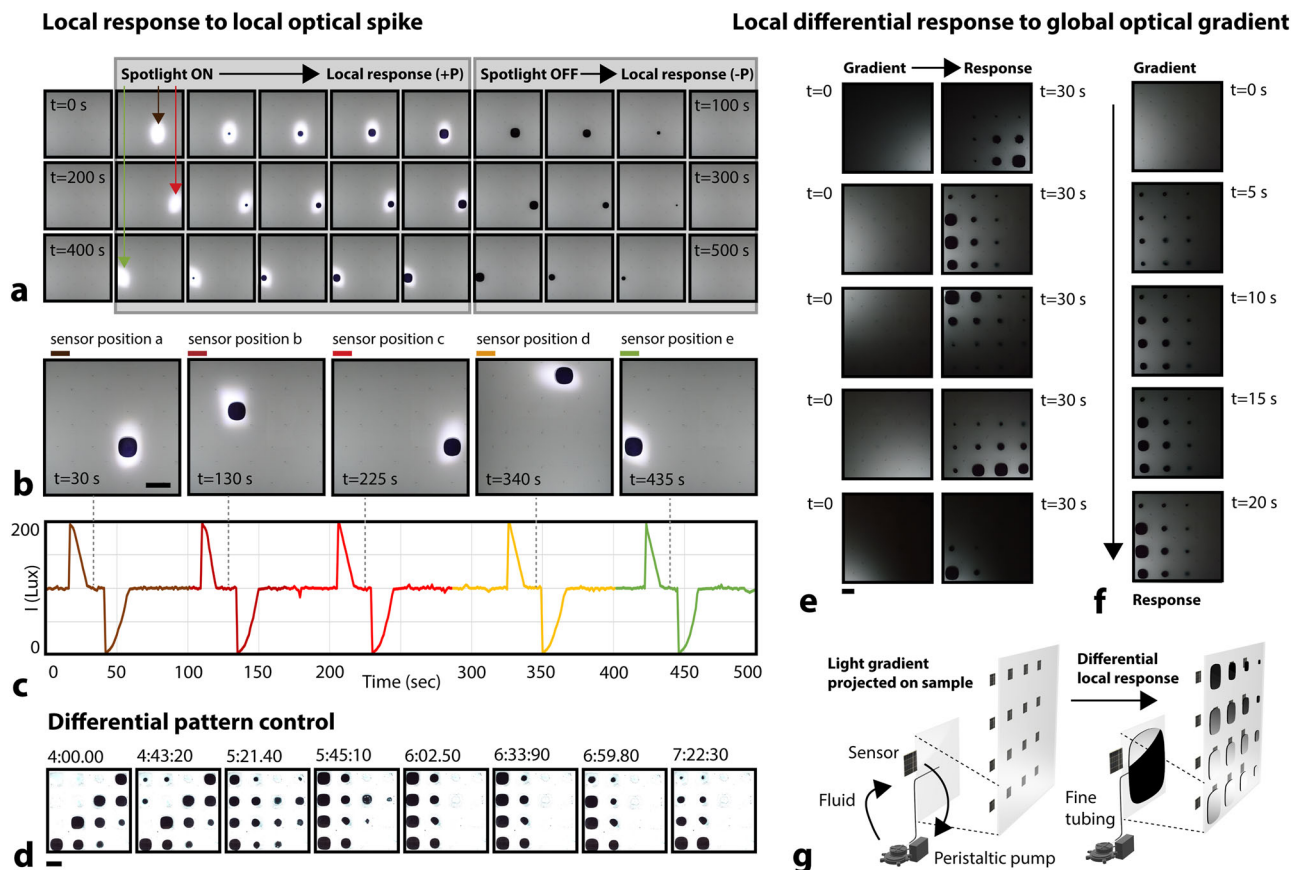 Local response to local optical spike
Local differential response to global optical gradient
Spotlight ON
Local response (+P)
Spotlight OFF
Local response (-P)
t=0 s
t=100 s
t=200 s
t=300 s
t=400 s
t=500 s
a
sensor position a
sensor position b
sensor position c
sensor position d
sensor position e
t=30 s
t=130 s
t=225 s
t=340 s
t=435 s
b
200
I (Lux)
0
0
50
100
150
200
250
300
350
400
450
500
Time (sec)
c
Differential pattern control
4:00.00
4:43:20
5:21.40
5:45:10
6:02.50
6:33:90
6:59.80
7:22:30
d
Gradient
Response
t=0
t=30 s
t=0
t=30 s
t=0
t=30 s
t=0
t=30 s
t=0
t=30 s
e
Gradient
t=0 s
t=5 s
t=10 s
t=15 s
t=20 s
Response
f
Light gradient
projected on sample
Differential
local response
Sensor
Fluid
Peristaltic pump
Fine
tubing
g